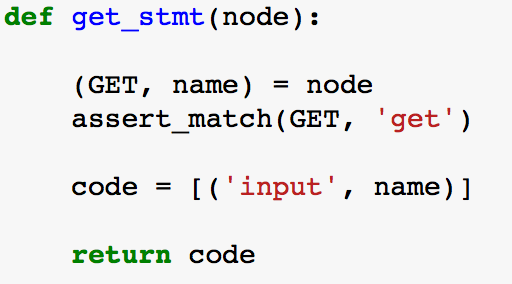 def get_stmt(node):
    (GET, name) = node
    assert_match(GET, 'get')
    code = [('input', name)]
    return code